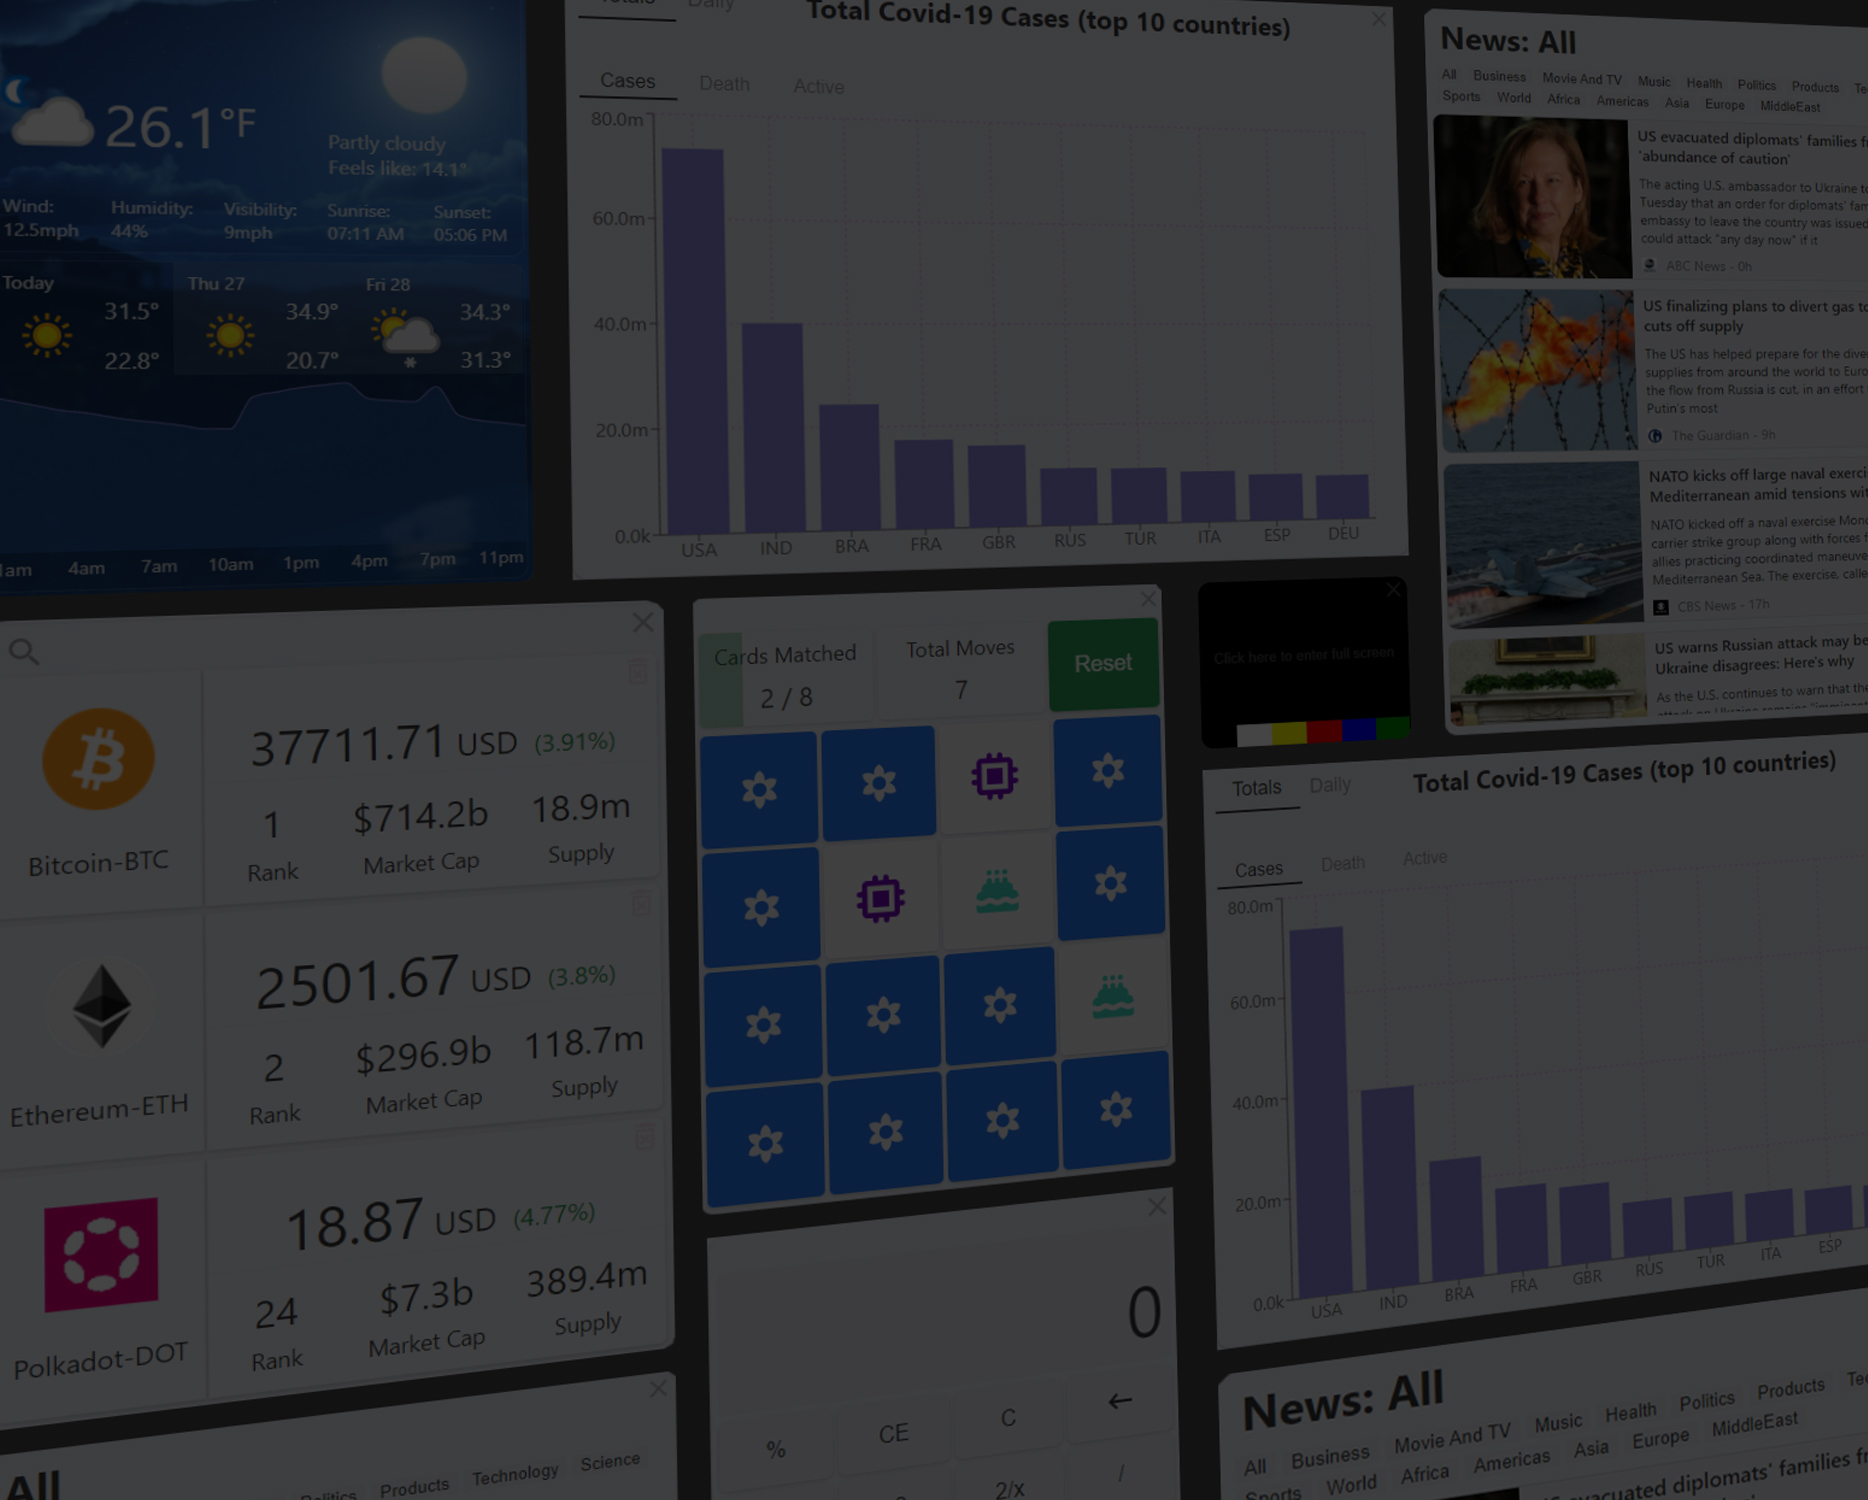 26.1°F
Partly cloudy
Feels like: 14.1°
Wind: Humidity: Visibility: Sunrise: Sunset:
12.5mph 44% 9mph 07:11 AM 05:06 PM
Today Thu 27 Fri 28
31.5° 34.9° 34.3°
22.8° 20.7° 31.3°
1am 4am 7am 10am 1pm 4pm 7pm 11pm
Totals Daily
Total Covid-19 Cases (top 10 countries)
Cases Death Active
80.0m
60.0m
40.0m
20.0m
0.0k
USA IND BRA FRA GBR RUS TUR ITA ESP DEU
News: All
All Business Movie And TV Music Health Politics Products
Sports World Africa Americas Asia Europe MiddleEast
US evacuated diplomats' families
'abundance of caution'
The acting U.S. ambassador to Ukraine
Tuesday that an order for diplomats'
embassy to leave the country was issued
could attack "any day now" if it
ABC News - 0h
US finalizing plans to divert gas to
cuts off supply
The US has helped prepare for the
supplies from around the world to
the flow from Russia is cut, in an effort
Putin's most
The Guardian - 9h
NATO kicks off large naval
Mediterranean amid tensions
NATO kicked off a naval exercise
carrier strike group along with forces
allies practicing coordinated
Mediterranean Sea. The exercise,
CBS News - 17h
US warns Russian attack may be
Ukraine disagrees: Here's why
As the U.S. continues to warn that
attack on Ukraine remains
37711.71 USD (3.91%)
1 $714.2b 18.9m
Rank Market Cap Supply
Bitcoin-BTC
2501.67 USD (3.8%)
2 $296.9b 118.7m
Rank Market Cap Supply
Ethereum-ETH
18.87 USD (4.77%)
24 $7.3b 389.4m
Rank Market Cap Supply
Polkadot-DOT
Cards Matched Total Moves Reset
2 / 8 7
Click here to enter full screen
Totals Daily
Total Covid-19 Cases (top 10 countries)
Cases Death Active
80.0m
60.0m
40.0m
20.0m
0.0k
USA IND BRA FRA GBR RUS TUR ITA ESP
0
% CE C ←
2/x /
All
Politics Products Technology Science
News: All
All Business Movie And TV Music Health Politics Products
Sports World Africa Americas Asia Europe MiddleEast
evacuated diplomats' families